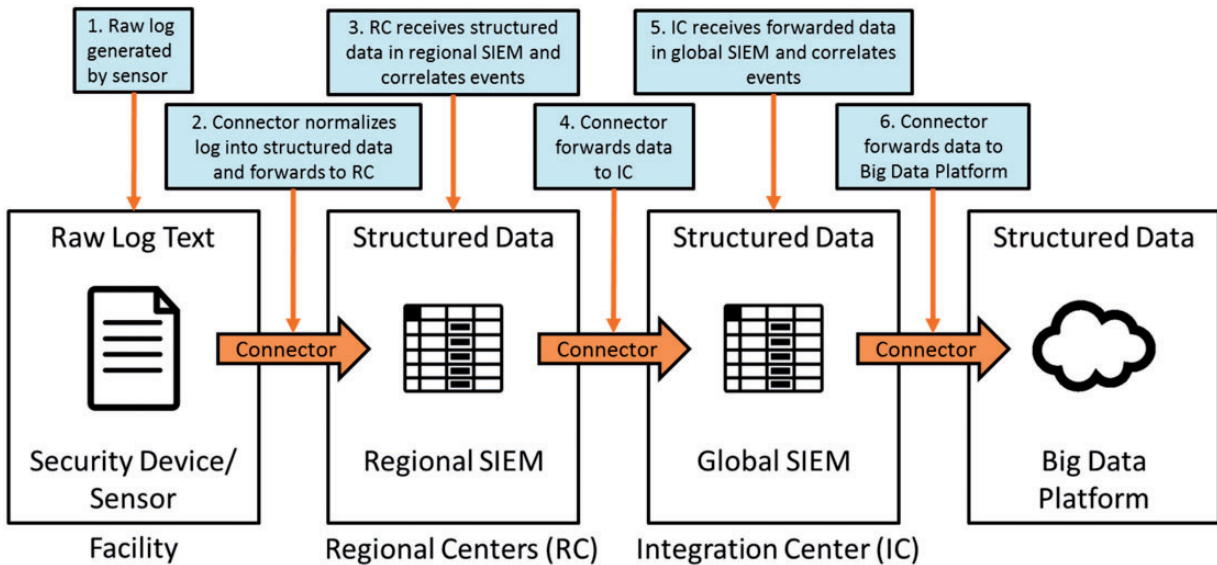 1. Raw log
generated
by sensor
2. Connector normalizes
log into structured data
and forwards to RC
3. RC receives structured
data in regional SIEM and
correlates events
4. Connector
forwards data
to IC
5. IC receives forwarded data
in global SIEM and correlates
events
6. Connector
forwards data to
Big Data Platform
Raw Log Text
Security Device/
Sensor
Facility
Connector
Structured Data
Regional SIEM
Regional Centers (RC)
Connector
Structured Data
Global SIEM
Integration Center (IC)
Connector
Structured Data
Big Data
Platform